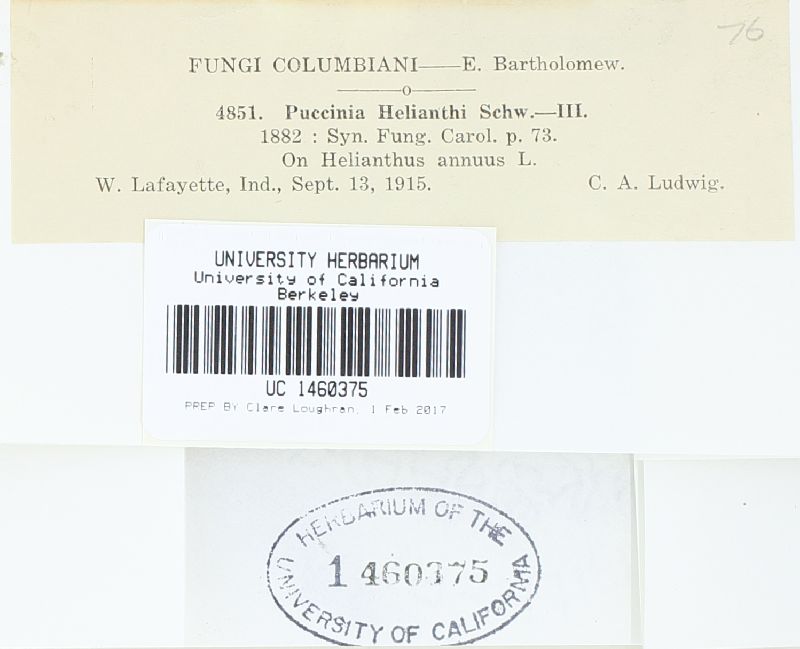 76
FUNGI COLUMBIANI——E. Bartholomew.
4851. Puccinia Helianthi Schw.—III.
1882 : Syn. Fung. Carol. p. 73.
On Helianthus annuus L.
W. Lafayette, Ind., Sept. 13, 1915. C. A. Ludwig.
UNIVERSITY HERBARIUM
University of California
Berkeley
UC 1460375
PREP BY Clare Loughran, 1 Feb 2017
HERBARIUM OF THE
1460375
UNIVERSITY OF CALIFORNIA